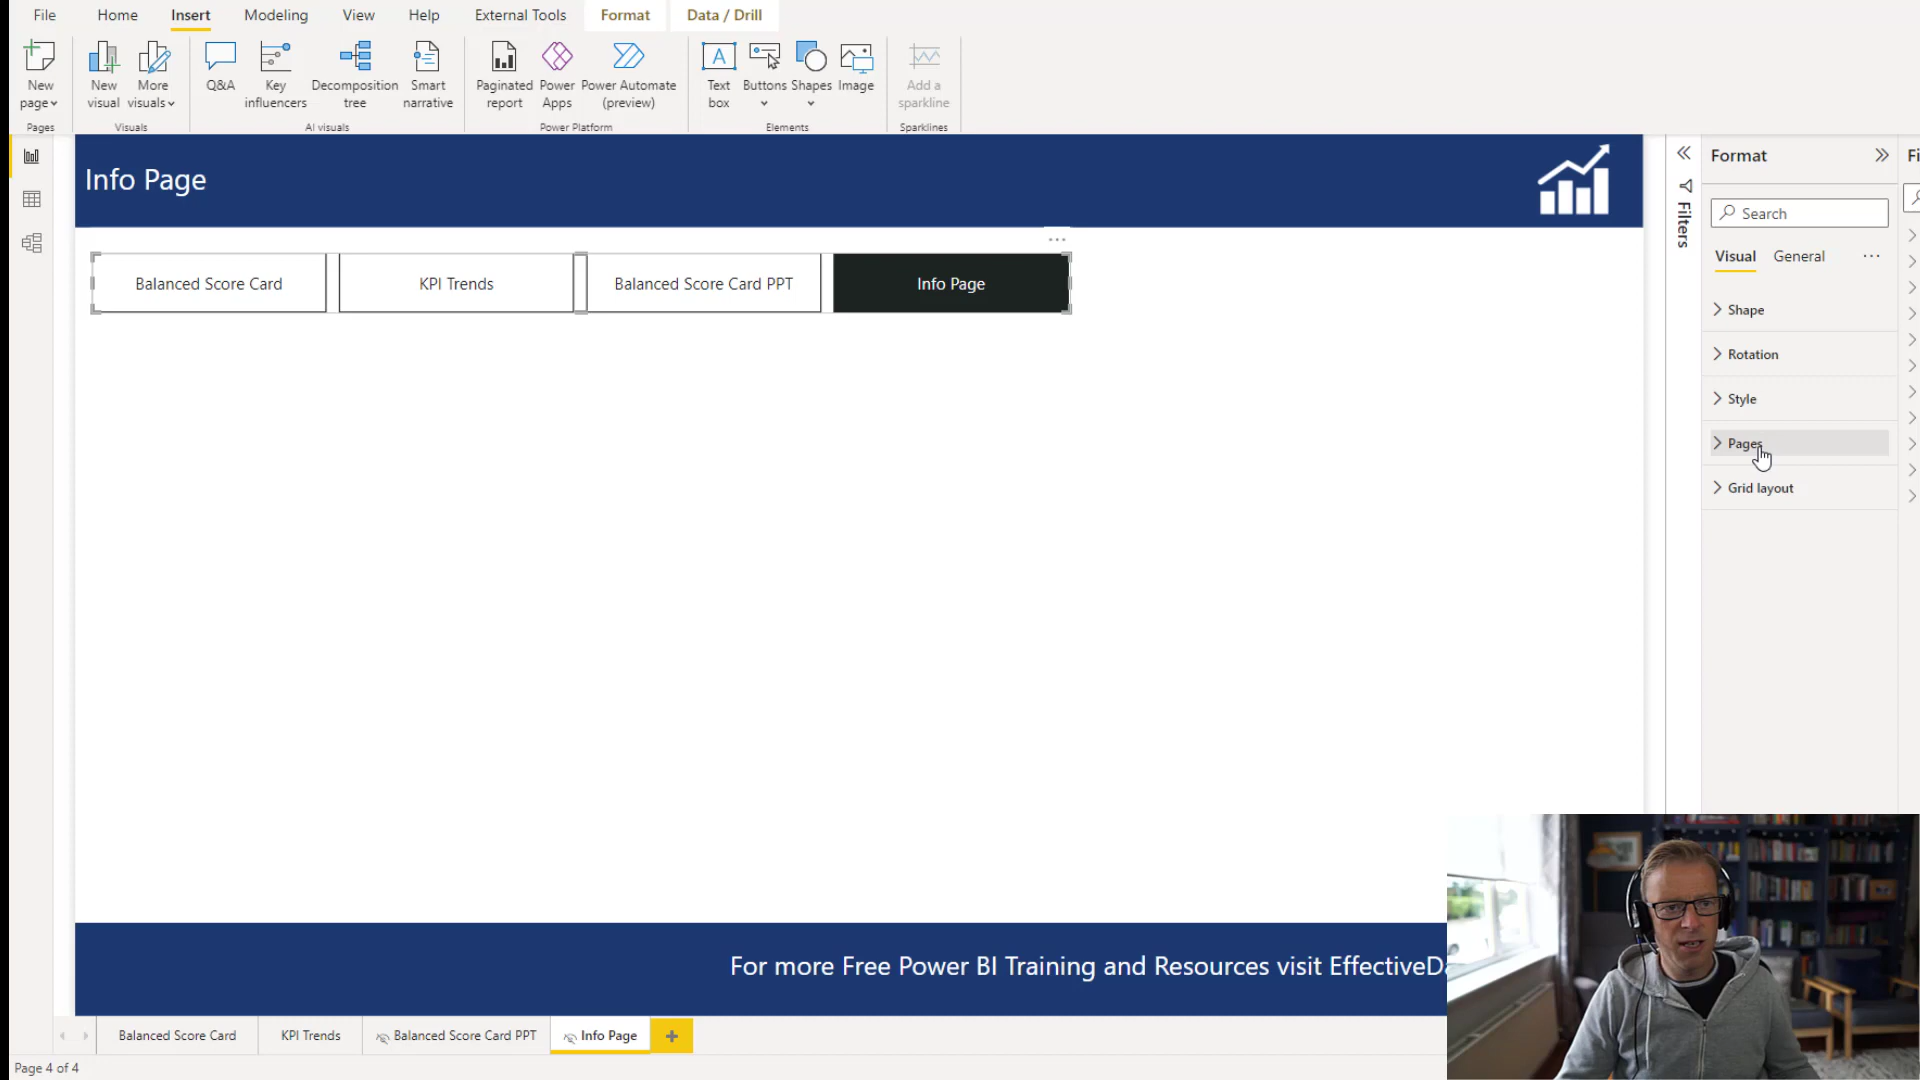 File Home Insert Modeling View Help External Tools Format Data / Drill
New page
New visual
More visuals
Q&A
Key influencers
Decomposition tree
Smart narrative
Paginated report
Power Apps
Power Automate (preview)
Text box
Buttons
Shapes
Image
Add a sparkline
Pages Visuals AI visuals Power Platform Elements Sparklines
Info Page
Balanced Score Card KPI Trends Balanced Score Card PPT Info Page
Filters
Format
Fi
Search
Visual General
Shape
Rotation
Style
Pages
Grid layout
For more Free Power BI Training and Resources visit EffectiveDa
Balanced Score Card KPI Trends Balanced Score Card PPT Info Page
Page 4 of 4